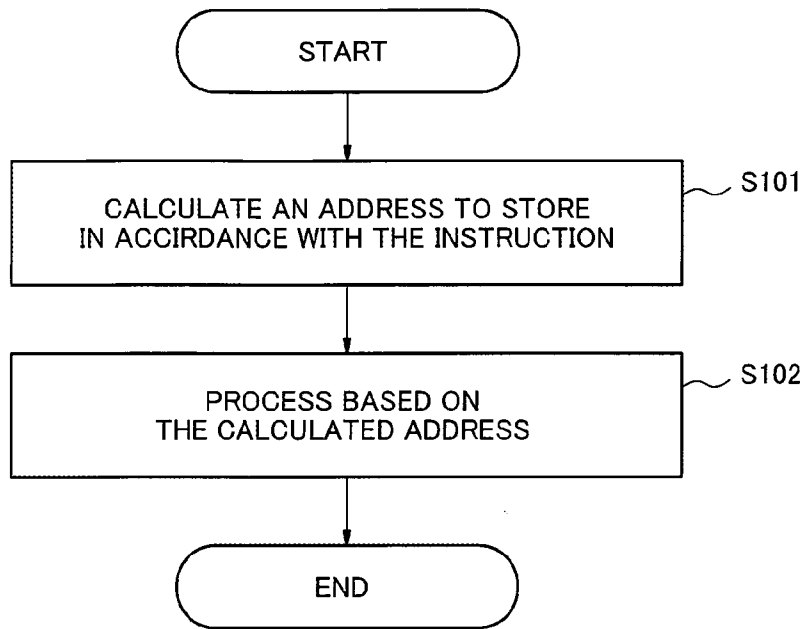 START
S101
CALCULATE AN ADDRESS TO STORE
IN ACCIRDANCE WITH THE INSTRUCTION
S102
PROCESS BASED ON
THE CALCULATED ADDRESS
END